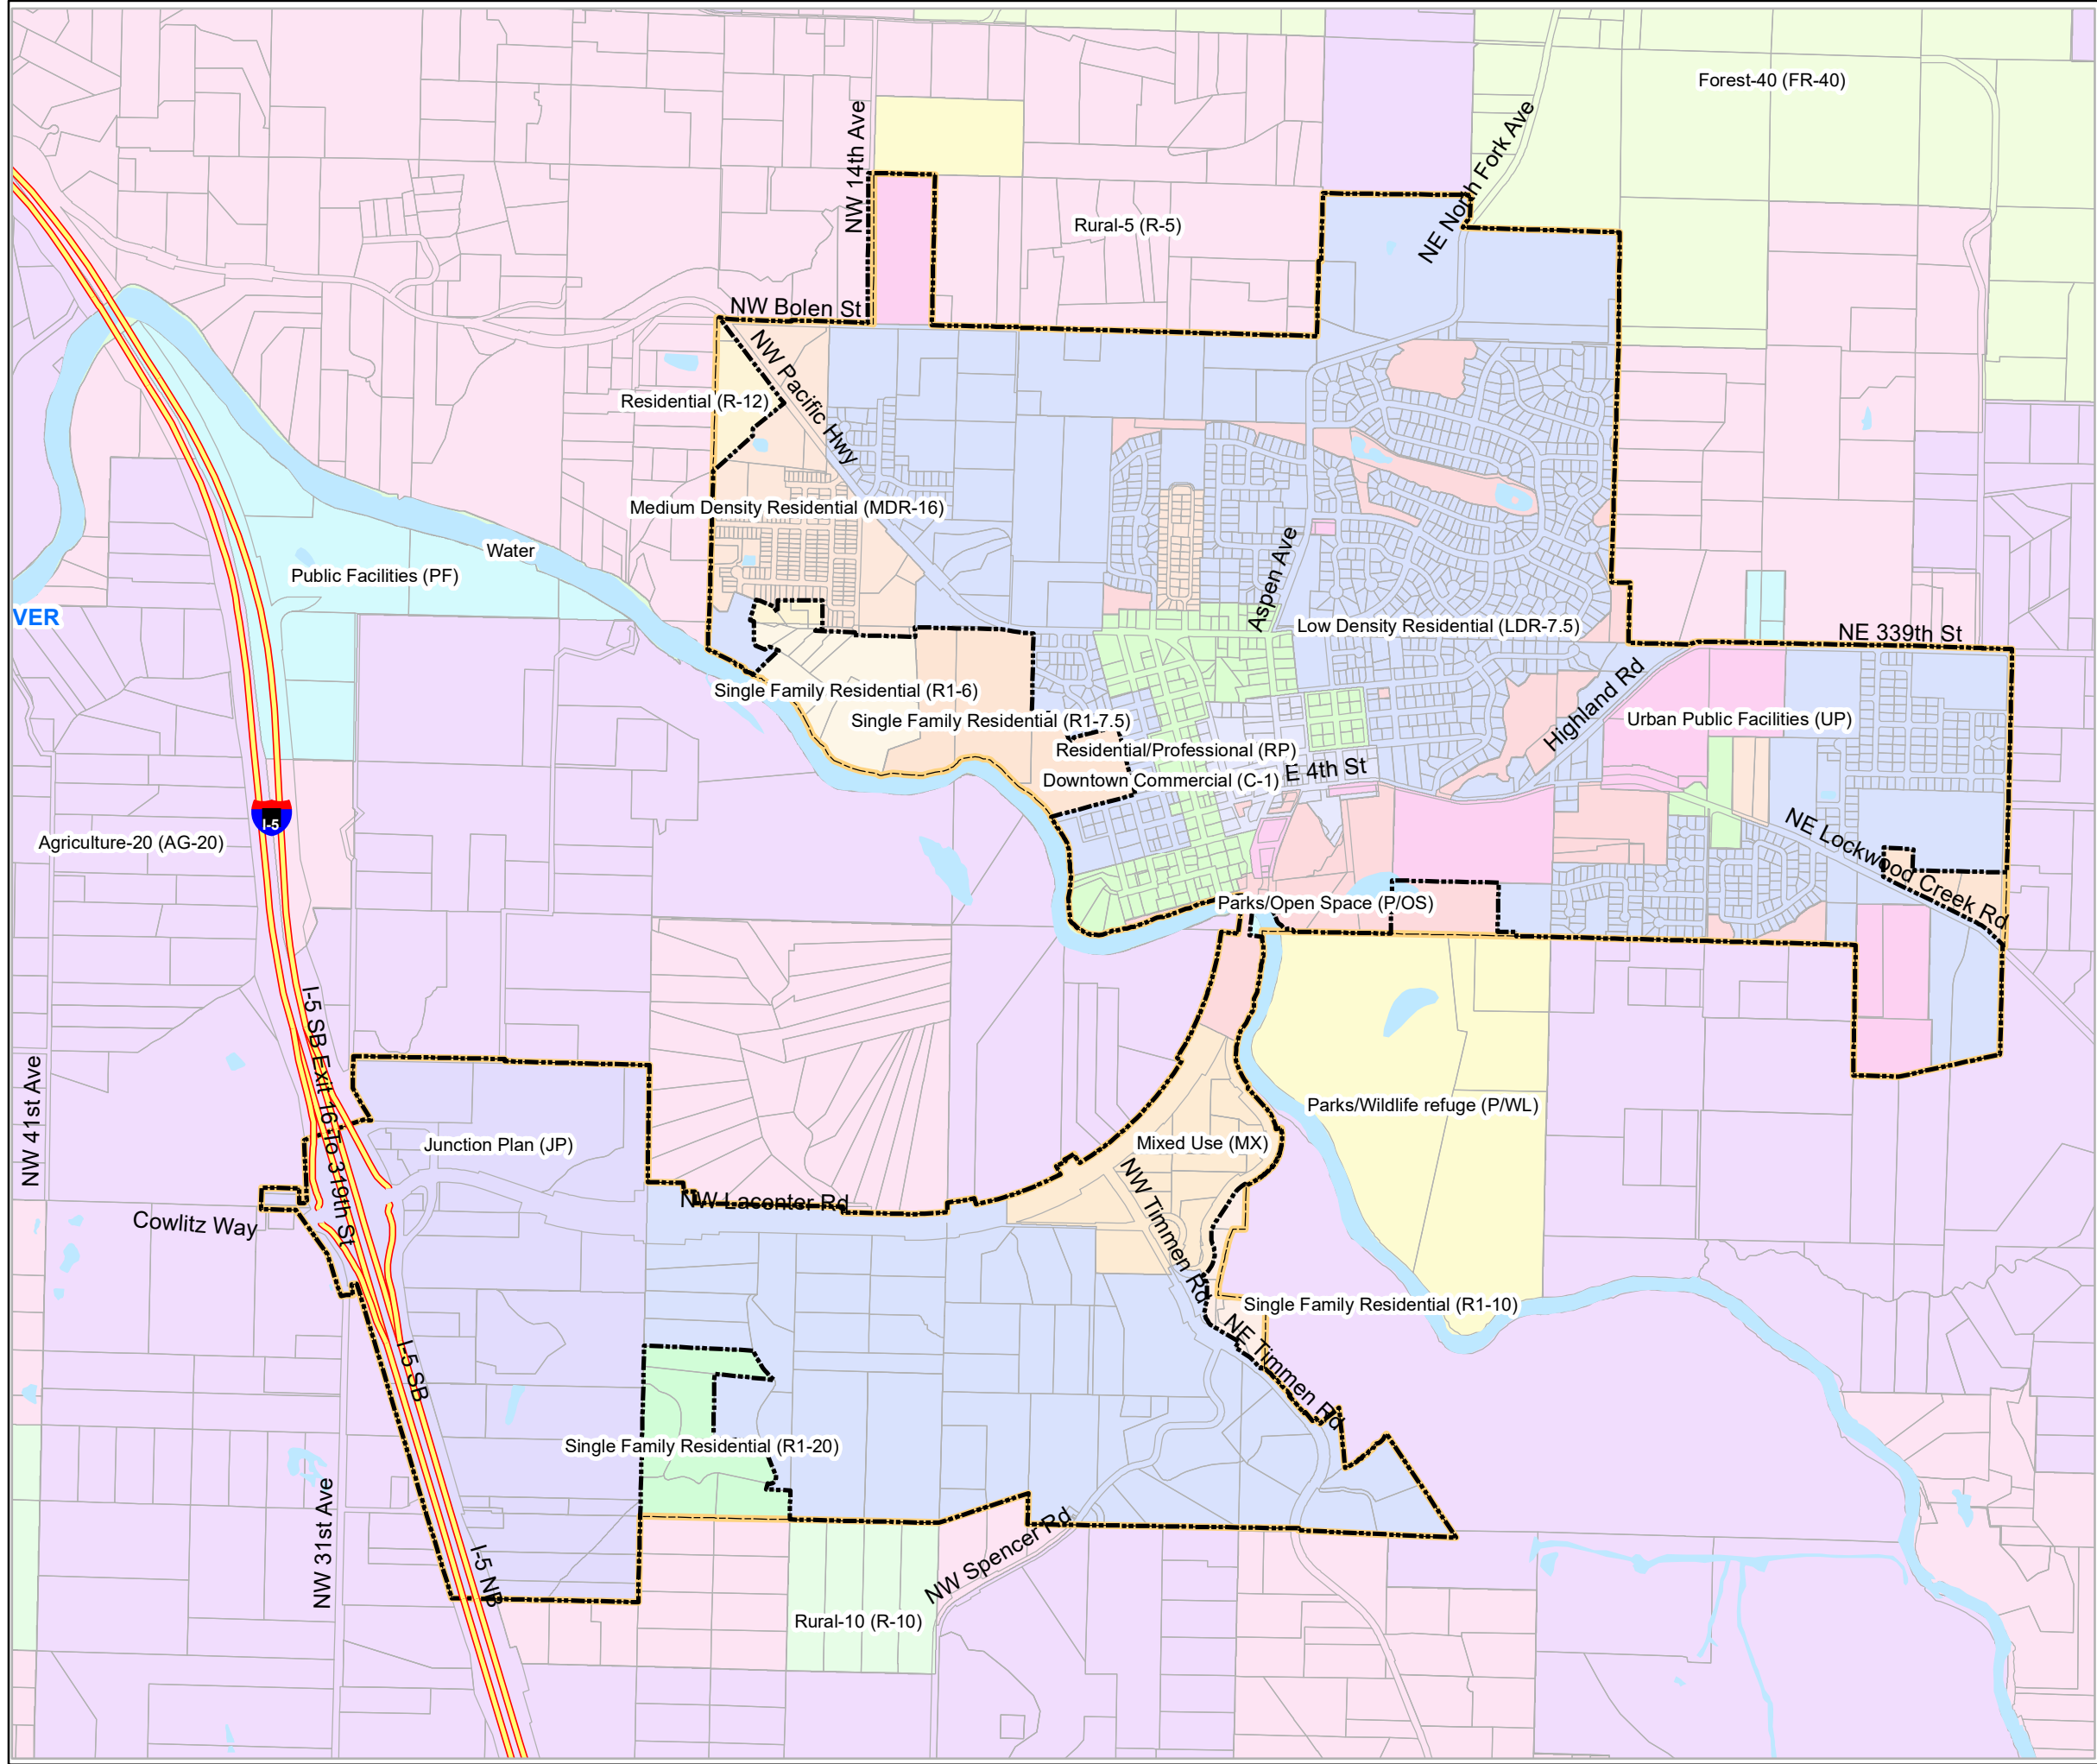 Forest-40 (FR-40)
NW 14th Ave
NE North Fork Ave
Rural-5 (R-5)
NW Bolen St
NW Pacific Hwy
Residential (R-12)
Medium Density Residential (MDR-16)
Water
Public Facilities (PF)
Aspen Ave
VER
Low Density Residential (LDR-7.5)
NE 339th St
Single Family Residential (R1-6)
Single Family Residential (R1-7.5)
Highland Rd
Urban Public Facilities (UP)
Residential/Professional (RP)
Downtown Commercial (C-1)
E 4th St
I-5
Agriculture-20 (AG-20)
NE Lockwood Creek Rd
Parks/Open Space (P/OS)
I-5 SB Exit 16 To 319th St
NW 41st Ave
Parks/Wildlife refuge (P/WL)
Junction Plan (JP)
Mixed Use (MX)
NW Lacenter Rd
Cowlitz Way
NW Timmen Rd
Single Family Residential (R1-10)
NE Timmen Rd
I-5 SB
Single Family Residential (R1-20)
NW 31st Ave
I-5 NB
NW Spencer Rd
Rural-10 (R-10)